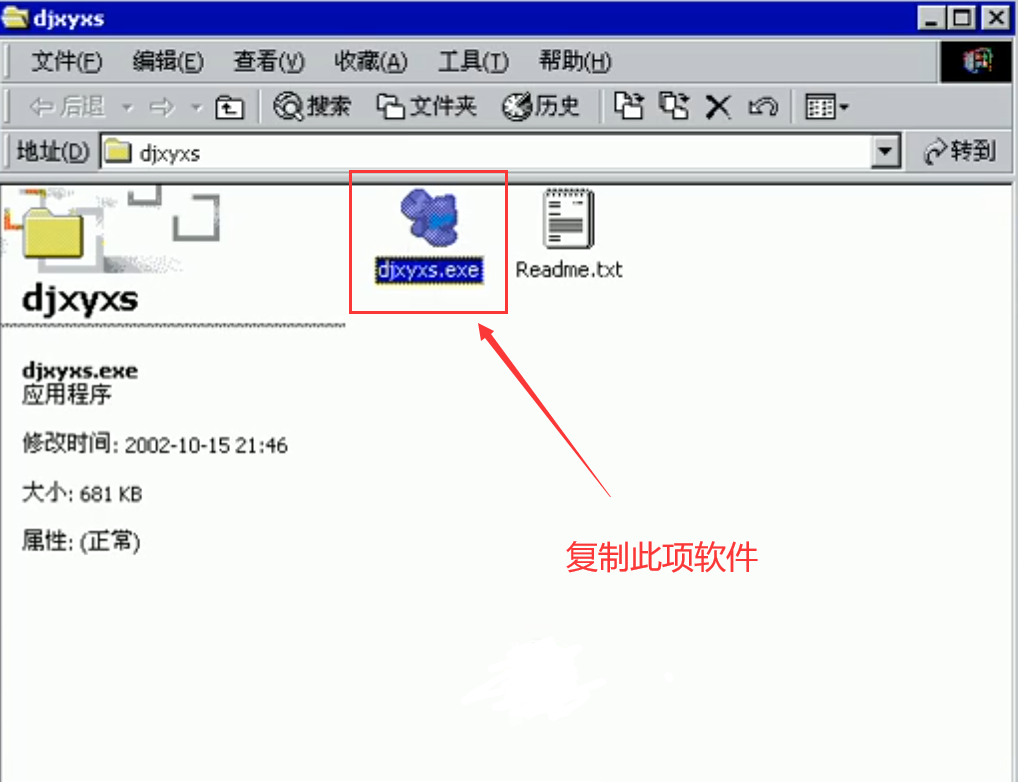 djxyxs
文件(F) 编辑(E) 查看(V) 收藏(A) 工具(T) 帮助(H)
后退 搜索 文件夹 历史
地址(D) djxyxs 转到
djxyxs.exe Readme.txt
djxyxs
djxyxs.exe
应用程序
修改时间: 2002-10-15 21:46
大小: 681 KB
属性: (正常)
复制此项软件